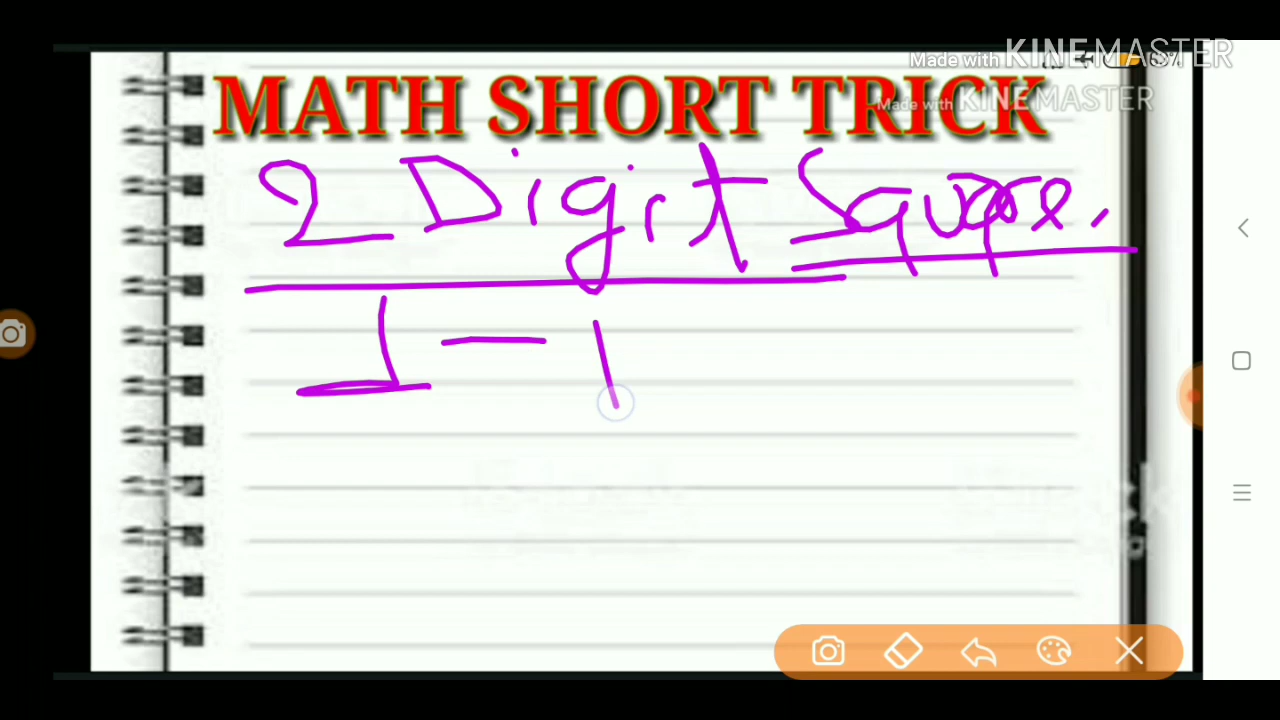 Made with KINEMASTER
Made with KINEMASTER
MATH SHORT TRICK
2 Digit Square.
1 - 1